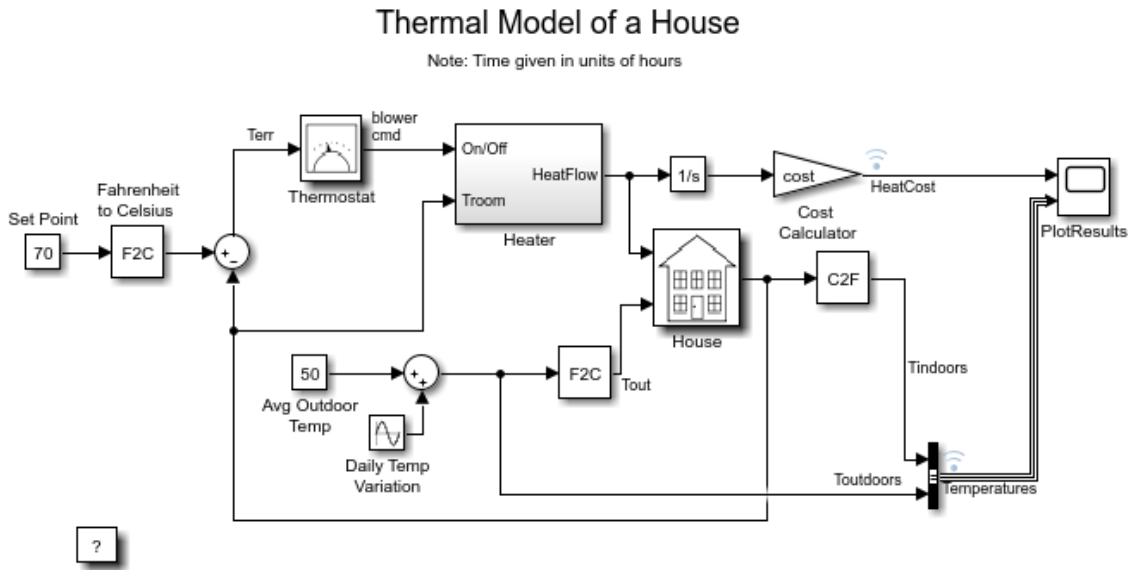 Thermal Model of a House
Note: Time given in units of hours
Set Point
70
Fahrenheit
to Celsius
F2C
+
−
Terr
Thermostat
blower
cmd
On/Off
Troom
HeatFlow
Heater
1/s
cost
Cost
Calculator
HeatCost
PlotResults
House
C2F
Tindoors
50
Avg Outdoor
Temp
+
+
Daily Temp
Variation
F2C
Tout
Toutdoors
Temperatures
?